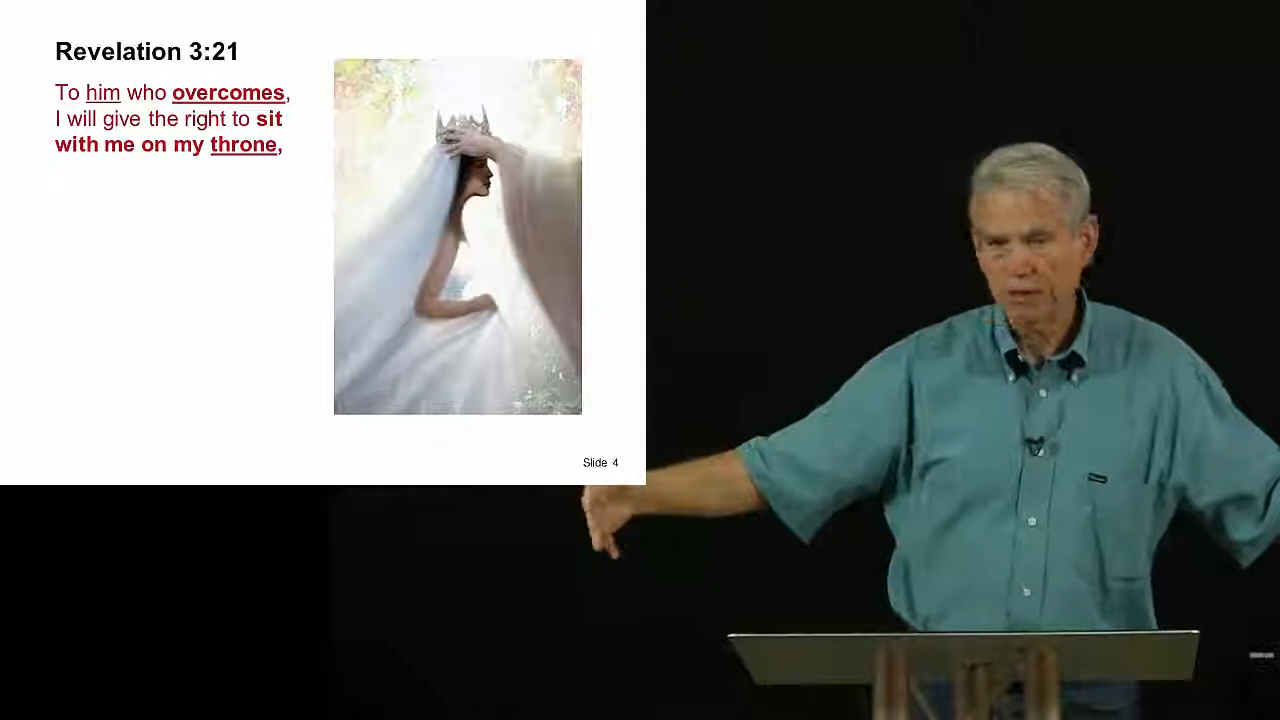 Revelation 3:21
To him who overcomes,
I will give the right to sit
with me on my throne,
Slide 4